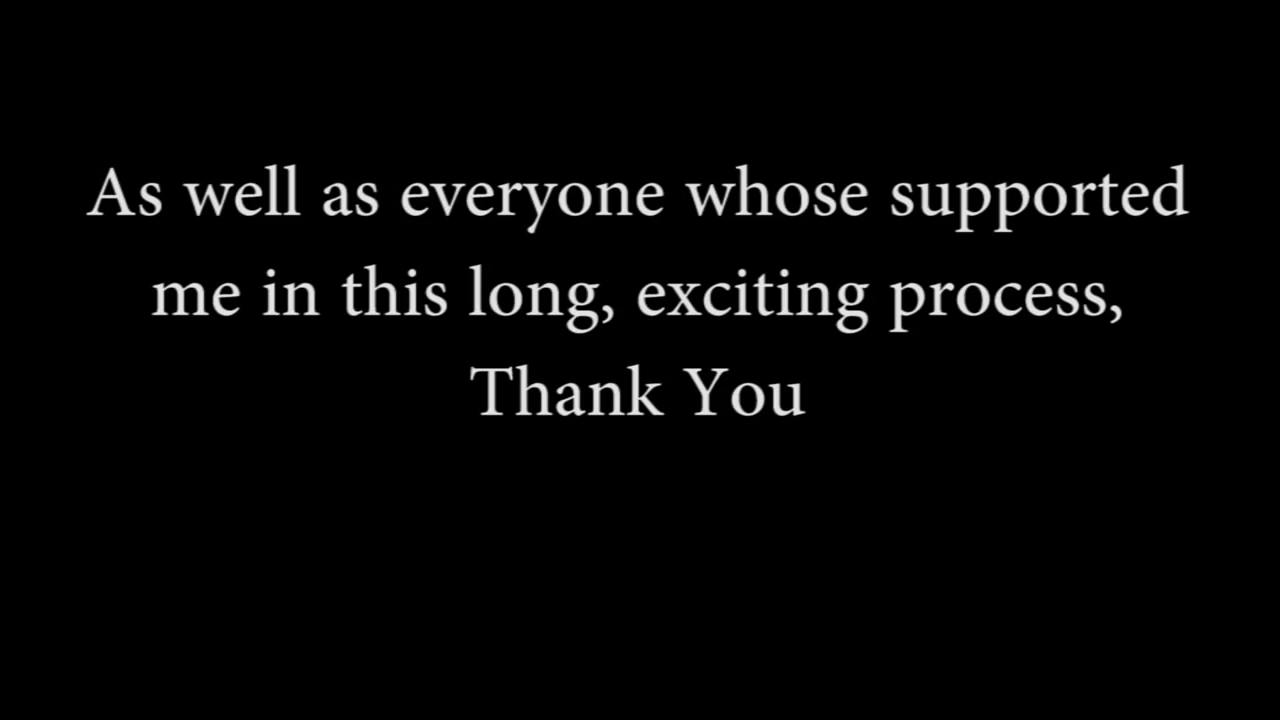 As well as everyone whose supported
me in this long, exciting process,
Thank You